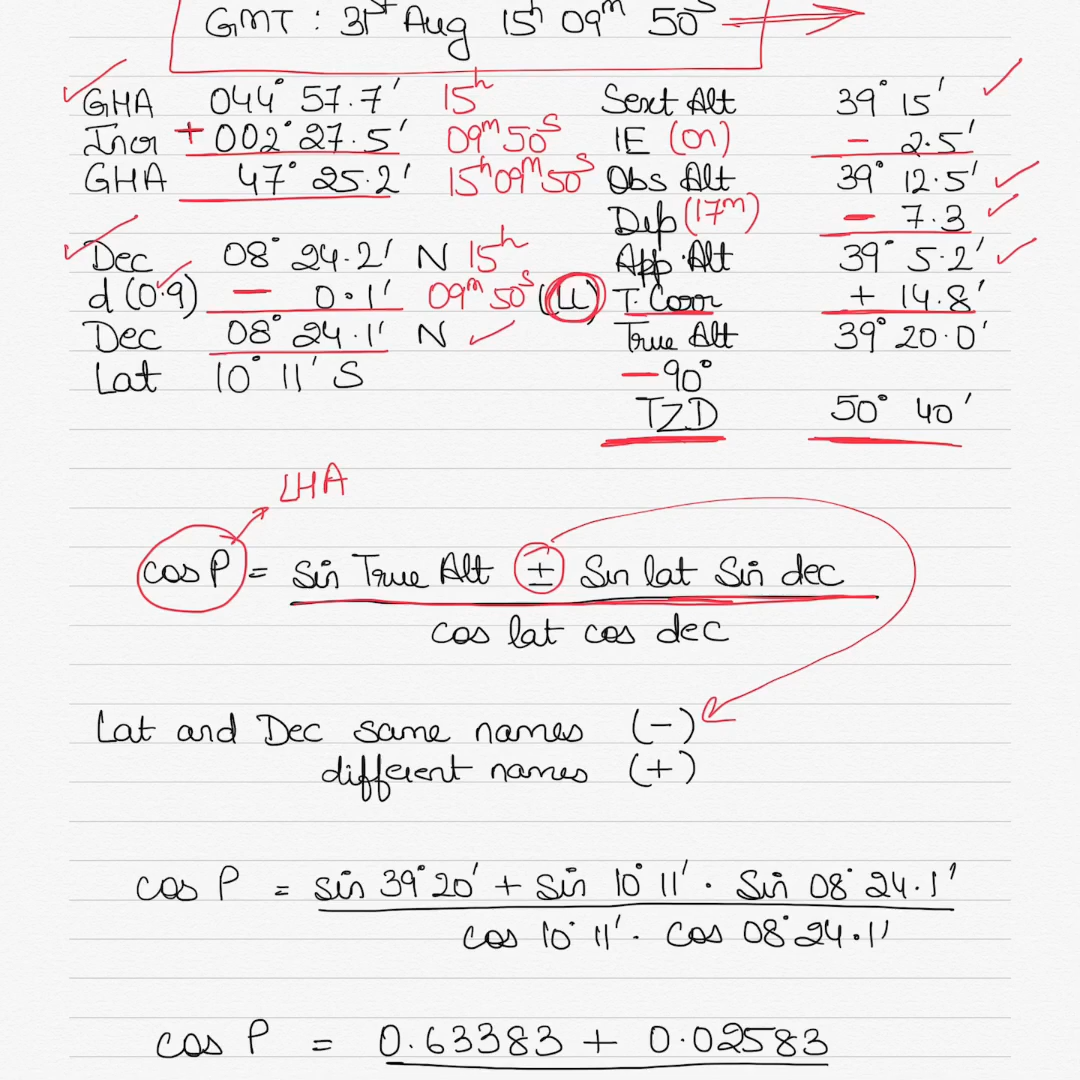 GMT : 31st Aug 15h 09m 50s
GHA 044° 57.7' 15h
Incr + 002° 27.5' 09m 50s
GHA 47° 25.2' 15h 09m 50s
Dec 08° 24.2' N 15h
d (0.9) – 0.1' 09m 50s
Dec 08° 24.1' N
Lat 10° 11' S
Sext Alt 39° 15'
IE (on) – 2.5'
Obs Alt 39° 12.5'
Dip (17m) – 7.3
App. Alt 39° 5.2'
(LL) T. Corr + 14.8'
True Alt 39° 20.0'
– 90°
TZD 50° 40'
LHA
cos P = sin True Alt ± Sin lat Sin dec
cos lat cos dec
Lat and Dec same names (–)
different names (+)
cos P = sin 39° 20' + sin 10° 11' . Sin 08° 24.1'
cos 10° 11' . cos 08° 24.1'
cos P = 0.63383 + 0.02583